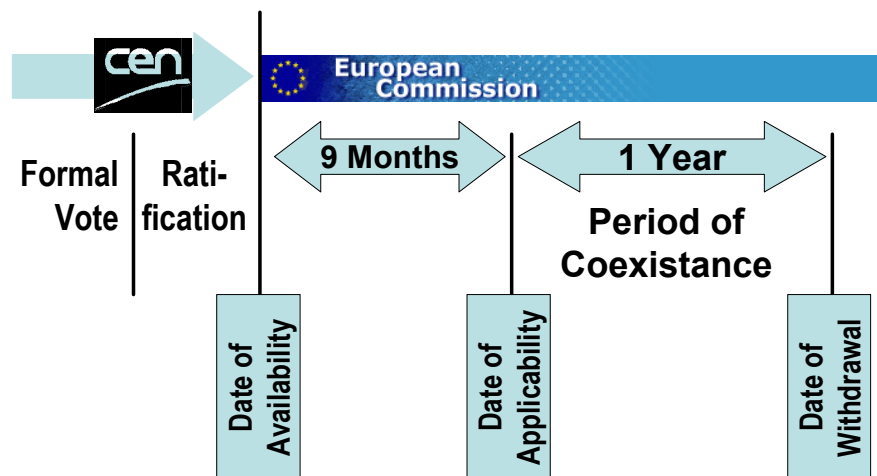 cen
European
Commission
9 Months
1 Year
Formal
Vote
Rati-
fication
Period of
Coexistance
Date of
Availability
Date of
Applicability
Date of
Withdrawal